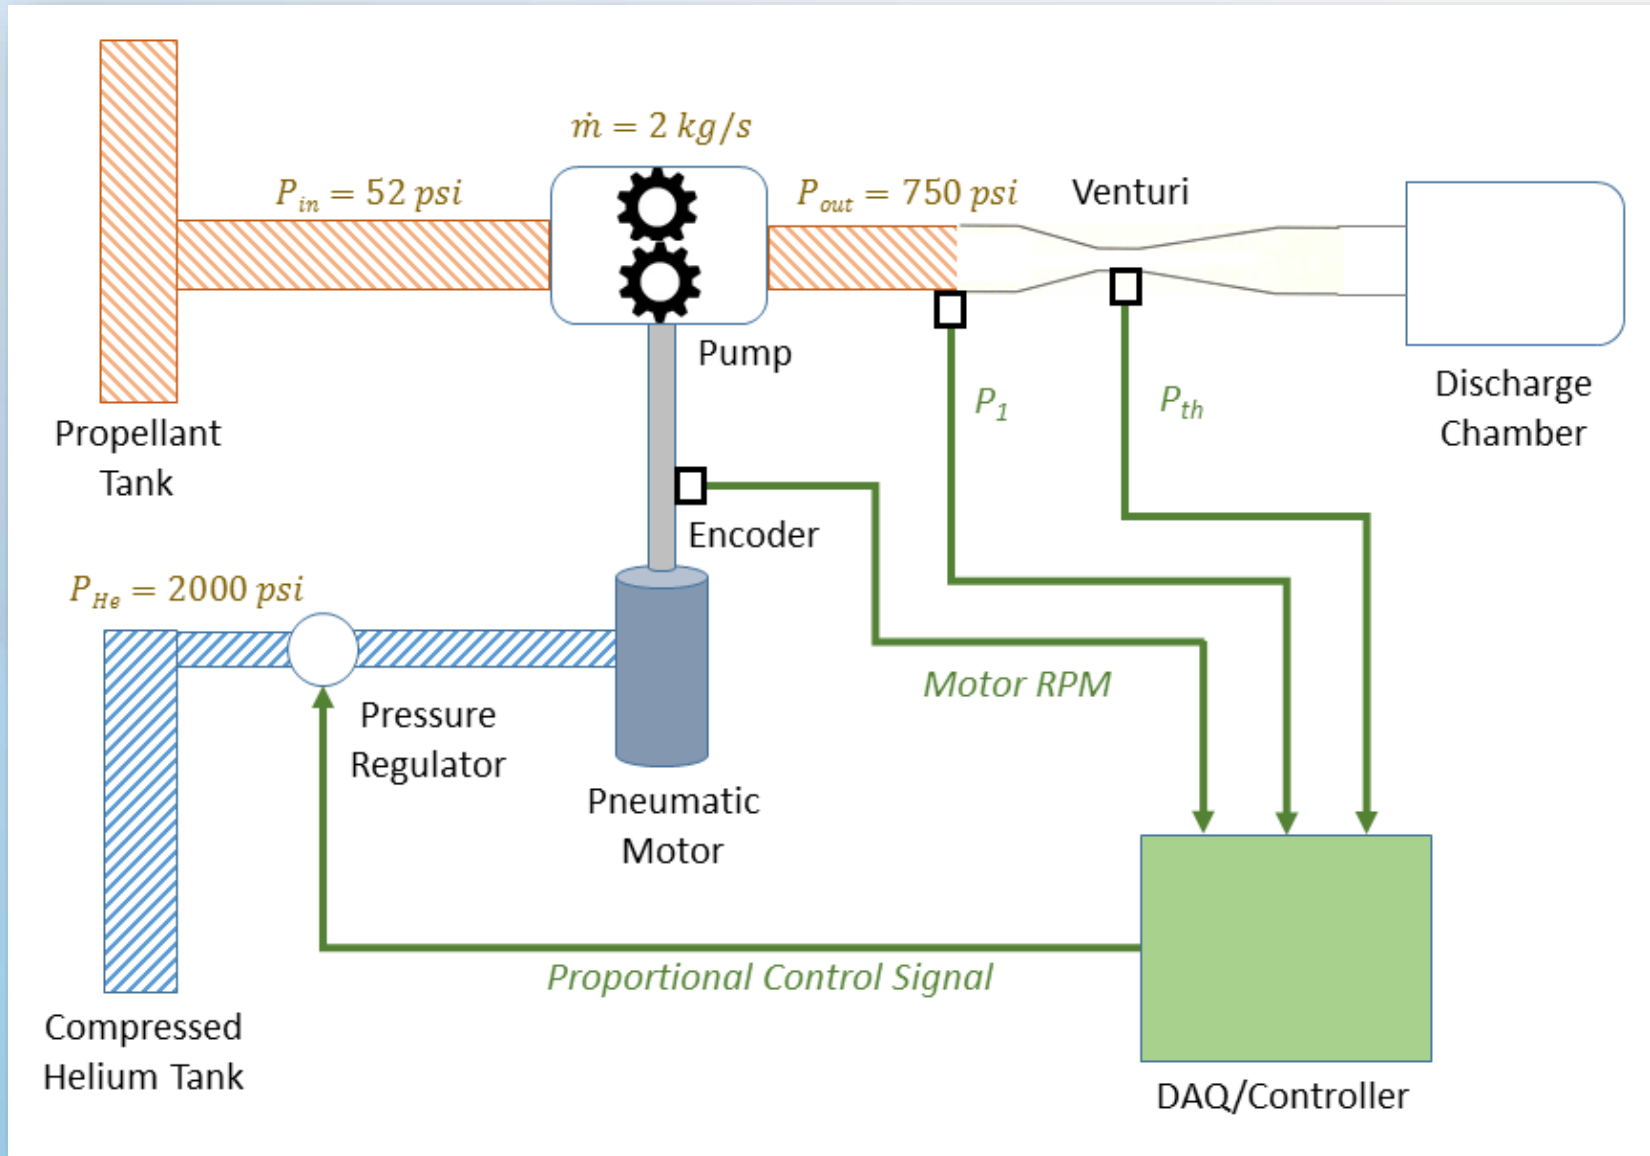 ṁ = 2 kg/s
P_in = 52 psi
P_out = 750 psi
Venturi
Pump
P_1
P_th
Discharge
Chamber
Propellant
Tank
Encoder
P_He = 2000 psi
Motor RPM
Pressure
Regulator
Pneumatic
Motor
Proportional Control Signal
Compressed
Helium Tank
DAQ/Controller